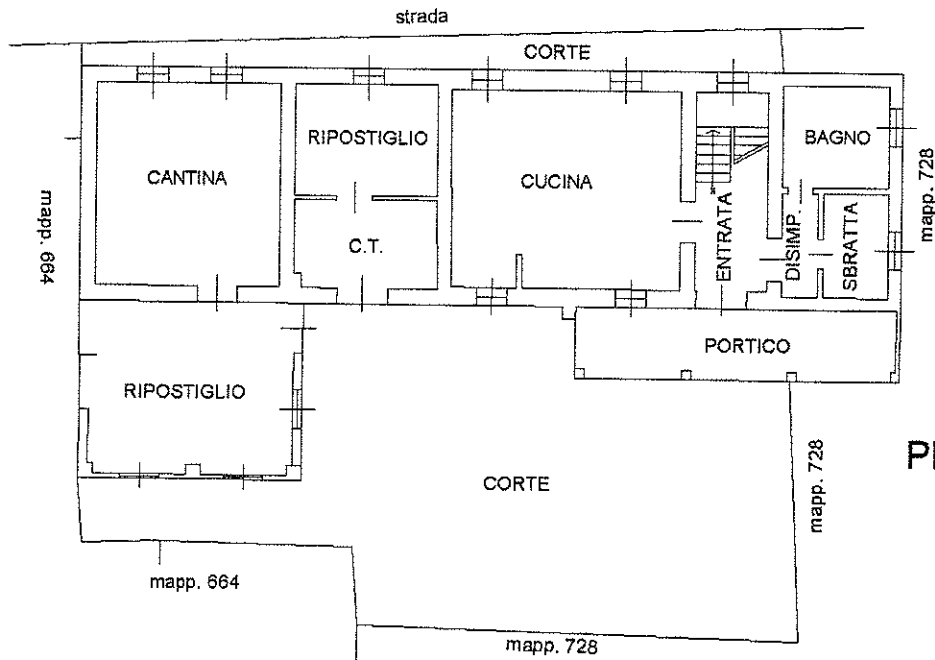 strada
CORTE
RIPOSTIGLIO
BAGNO
CANTINA
CUCINA
mapp. 728
mapp. 664
C.T.
ENTRATA
DISIMP.
SBRATTA
PORTICO
RIPOSTIGLIO
CORTE
mapp. 728
mapp. 664
mapp. 728